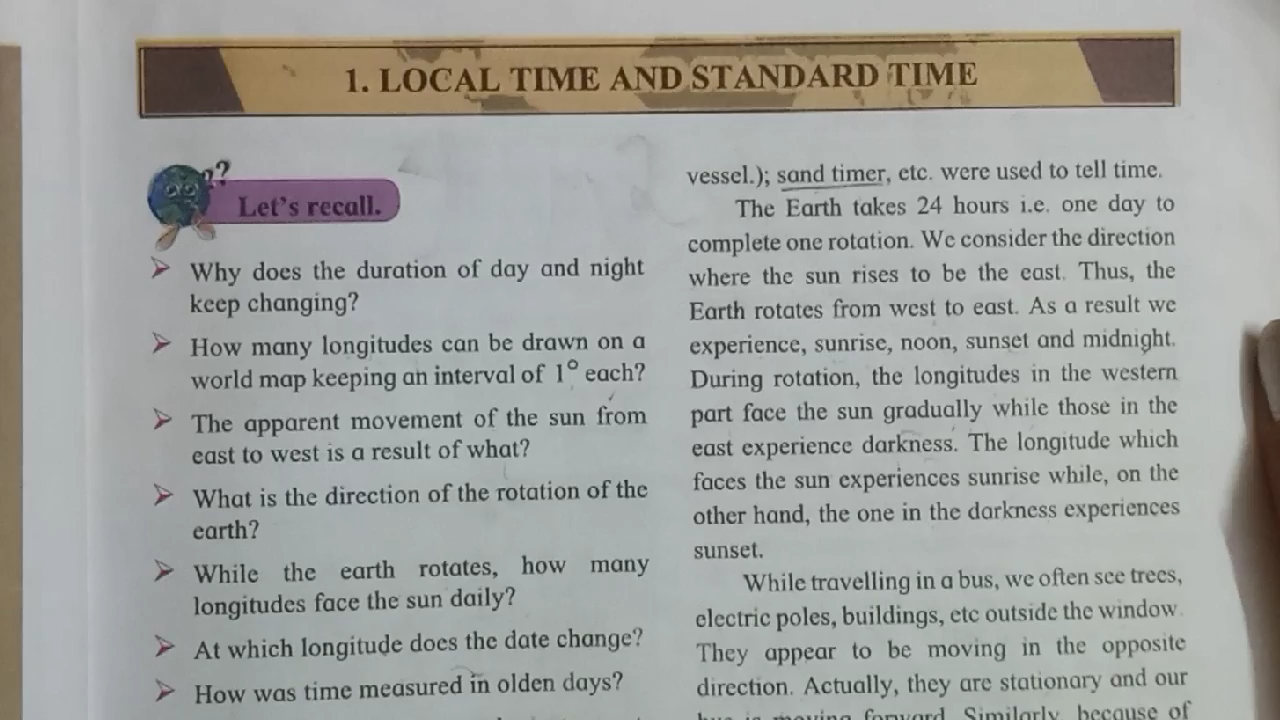 1. LOCAL TIME AND STANDARD TIME
??
Let's recall.
Why does the duration of day and night
keep changing?
How many longitudes can be drawn on a
world map keeping an interval of 1° each?
The apparent movement of the sun from
east to west is a result of what?
What is the direction of the rotation of the
earth?
While the earth rotates, how many
longitudes face the sun daily?
At which longitude does the date change?
How was time measured in olden days?
vessel.); sand timer, etc. were used to tell time.
The Earth takes 24 hours i.e. one day to
complete one rotation. We consider the direction
where the sun rises to be the east. Thus, the
Earth rotates from west to east. As a result we
experience, sunrise, noon, sunset and midnight.
During rotation, the longitudes in the western
part face the sun gradually while those in the
east experience darkness. The longitude which
faces the sun experiences sunrise while, on the
other hand, the one in the darkness experiences
sunset.
While travelling in a bus, we often see trees,
electric poles, buildings, etc outside the window.
They appear to be moving in the opposite
direction. Actually, they are stationary and our
bus is moving forward. Similarly, because of